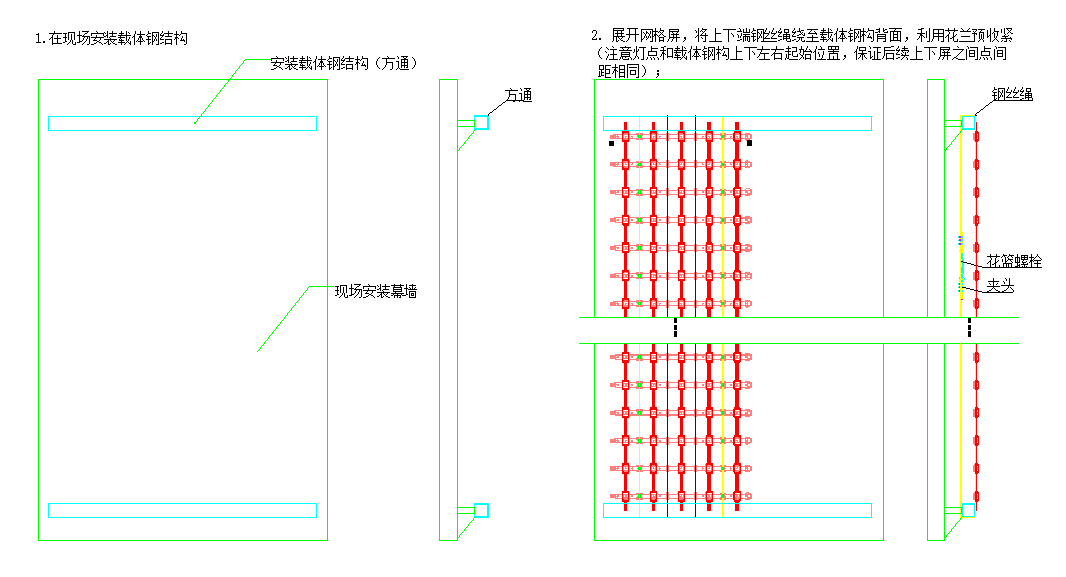 1.在现场安装载体钢结构
安装载体钢结构（方通）
方通
现场安装幕墙
2. 展开网格屏，将上下端钢丝绳绕至载体钢构背面，利用花兰预收紧
（注意灯点和载体钢构上下左右起始位置，保证后续上下屏之间点间
距相同）；
钢丝绳
花篮螺栓
夹头